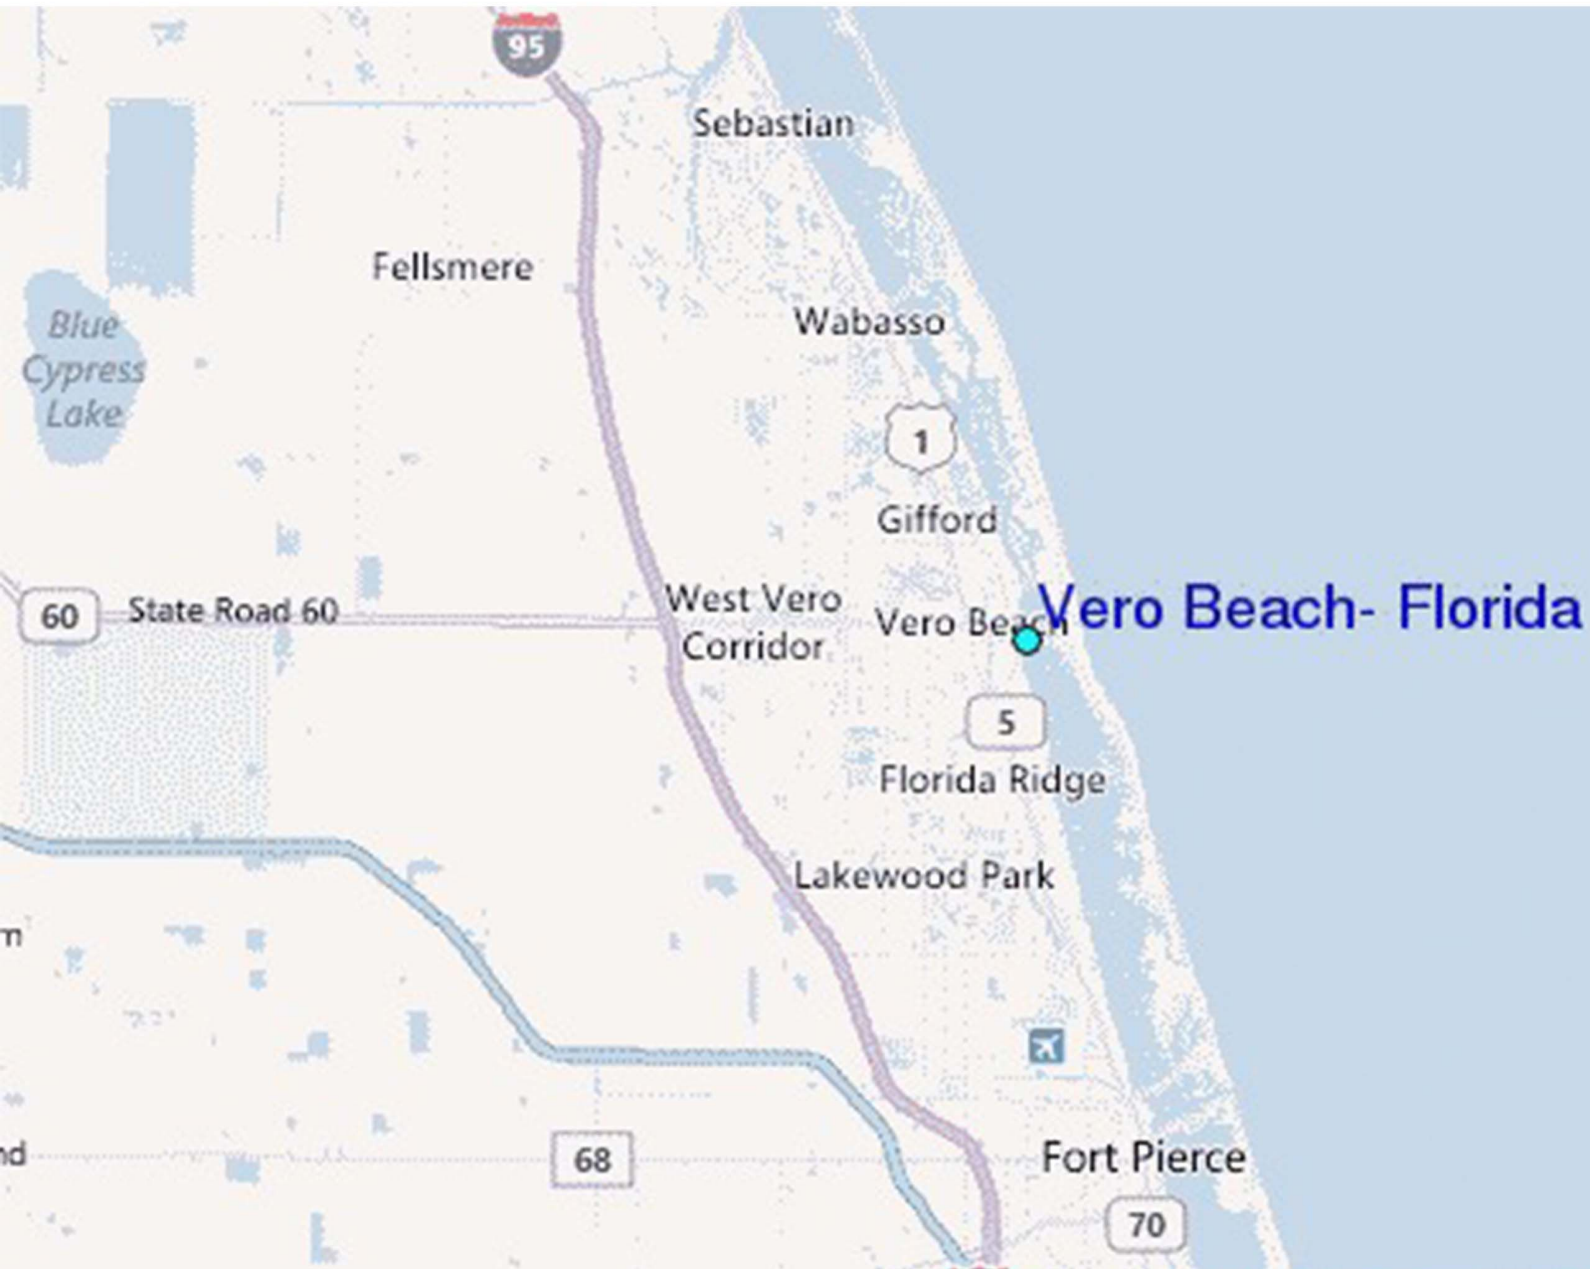 95
Sebastian
Fellsmere
Blue
Cypress
Lake
Wabasso
1
Gifford
60
State Road 60
West Vero
Corridor
Vero Beach
Vero Beach- Florida
5
Florida Ridge
Lakewood Park
m
nd
68
Fort Pierce
70